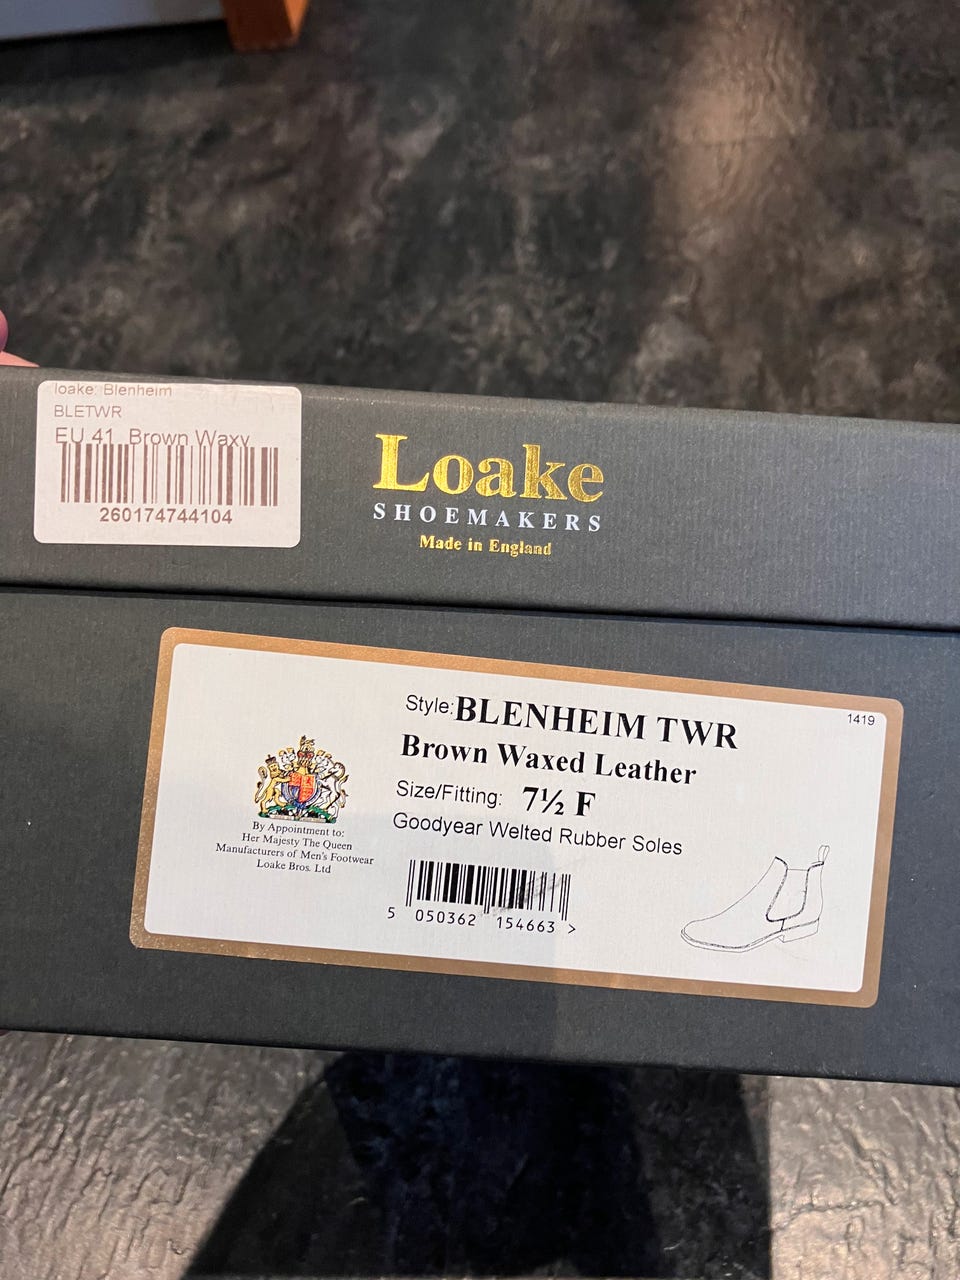 loake: Blenheim
BLETWR
EU 41 Brown Waxy
260174744104
Loake
SHOEMAKERS
Made in England
1419
Style:BLENHEIM TWR
Brown Waxed Leather
Size/Fitting: 7½ F
Goodyear Welted Rubber Soles
By Appointment to:
Her Majesty The Queen
Manufacturers of Men's Footwear
Loake Bros. Ltd
5 050362 154663 >